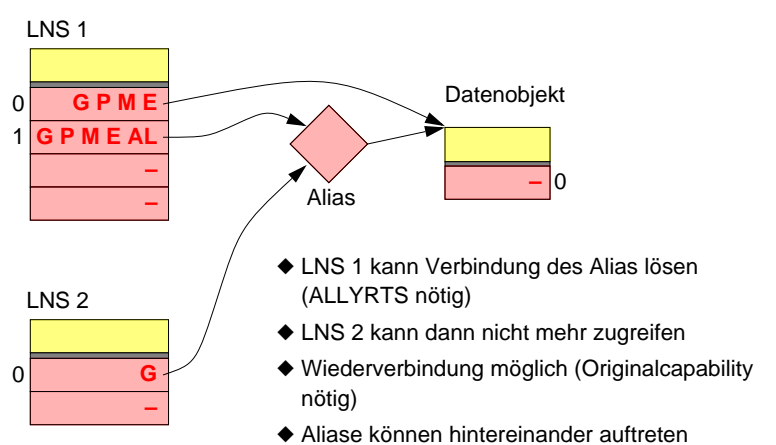 LNS 1
0 G P M E
1 G P M E AL
–
–
Datenobjekt
– 0
Alias
LNS 2
0 G
–
◆ LNS 1 kann Verbindung des Alias lösen
(ALLYRTS nötig)
◆ LNS 2 kann dann nicht mehr zugreifen
◆ Wiederverbindung möglich (Originalcapability
nötig)
◆ Aliase können hintereinander auftreten